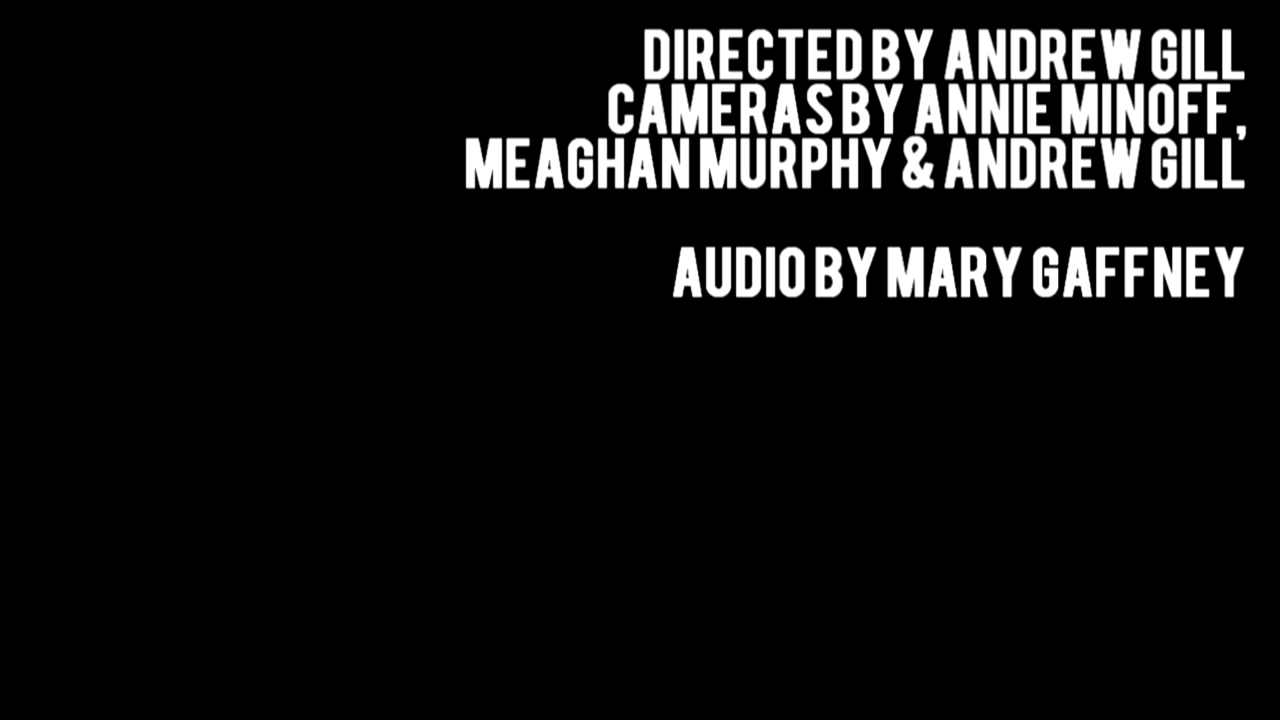 DIRECTED BY ANDREW GILL
CAMERAS BY ANNIE MINOFF,
MEAGHAN MURPHY & ANDREW GILL
AUDIO BY MARY GAFFNEY